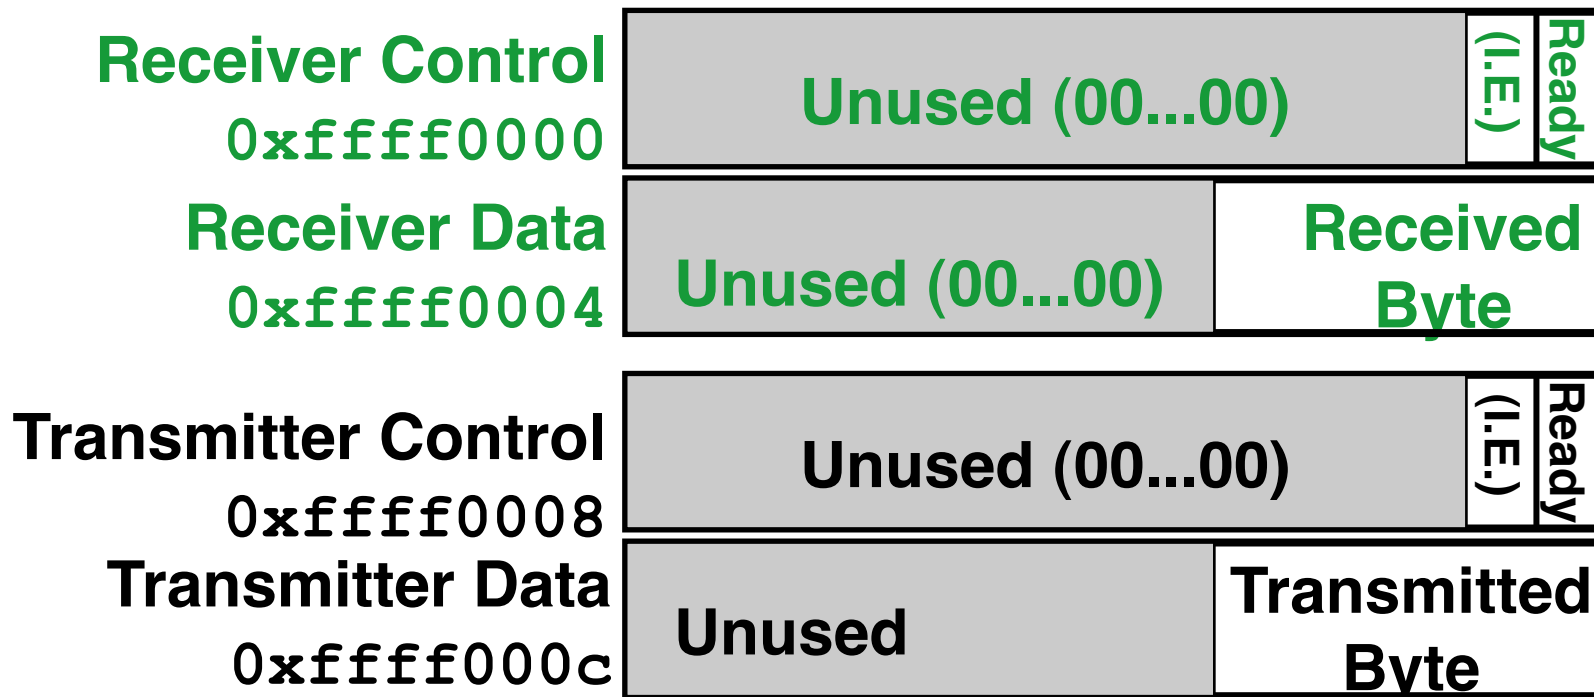 Receiver Control
0xffff0000
Unused (00...00)
(I.E.)
Ready
Receiver Data
0xffff0004
Unused (00...00)
Received
Byte
Transmitter Control
0xffff0008
Unused (00...00)
(I.E.)
Ready
Transmitter Data
0xffff000c
Unused
Transmitted
Byte